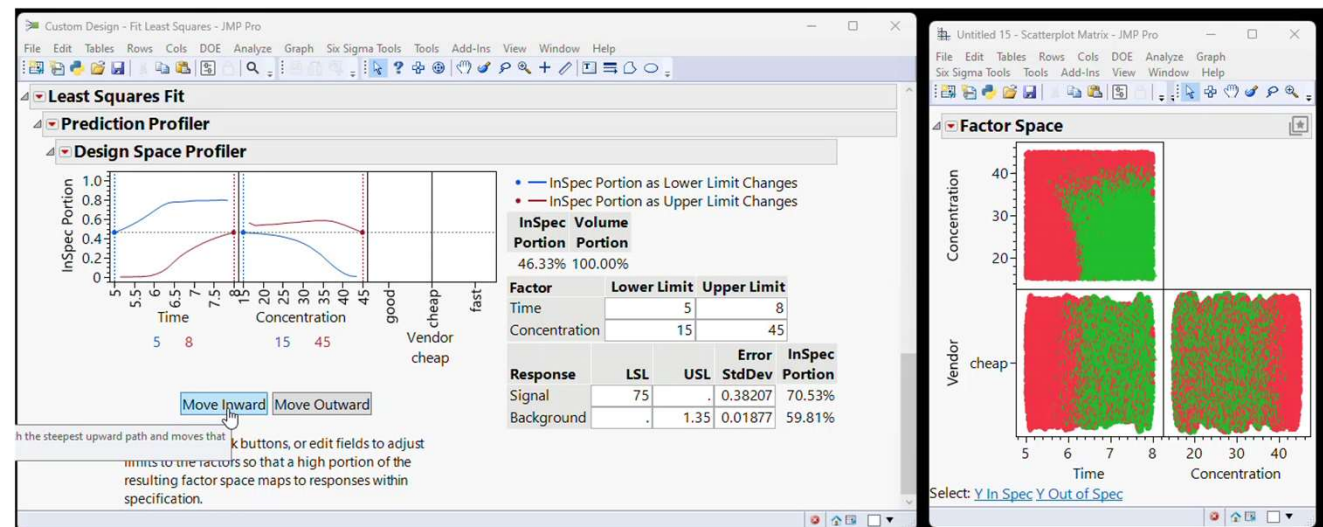 Custom Design - Fit Least Squares - JMP Pro
File Edit Tables Rows Cols DOE Analyze Graph Six Sigma Tools Tools Add-Ins View Window Help
Least Squares Fit
Prediction Profiler
Design Space Profiler
InSpec Portion
1.0
0.8
0.6
0.4
0.2
0
5 5.5 6 6.5 7 7.5 8 15 20 25 30 35 40 45 good cheap fast
Time Concentration Vendor
5 8 15 45 cheap
InSpec Portion as Lower Limit Changes
InSpec Portion as Upper Limit Changes
InSpec Volume
Portion Portion
46.33% 100.00%
Factor Lower Limit Upper Limit
Time 5 8
Concentration 15 45
Error InSpec
Response LSL USL StdDev Portion
Signal 75 . 0.38207 70.53%
Background . 1.35 0.01877 59.81%
Move Inward Move Outward
h the steepest upward path and moves that
k buttons, or edit fields to adjust
limits to the factors so that a high portion of the
resulting factor space maps to responses within
specification.
Untitled 15 - Scatterplot Matrix - JMP Pro
File Edit Tables Rows Cols DOE Analyze Graph
Six Sigma Tools Tools Add-Ins View Window Help
Factor Space
Concentration
40
30
20
Vendor
cheap
5 6 7 8 20 30 40
Time Concentration
Select: Y In Spec Y Out of Spec